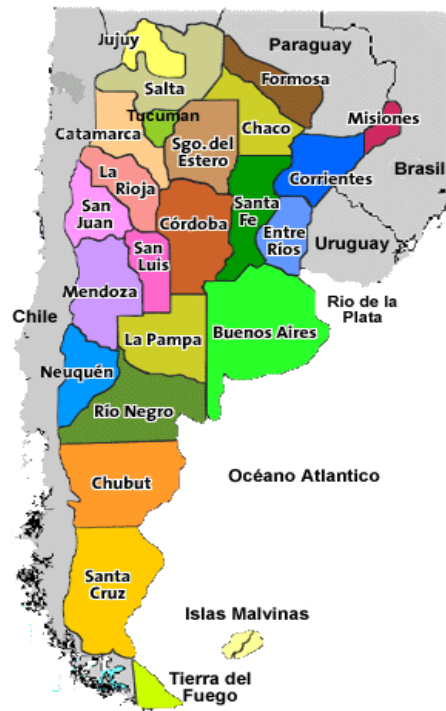 Jujuy
Paraguay
Formosa
Salta
Tucuman
Misiones
Catamarca
Chaco
Sgo. del
Estero
Brasil
La
Rioja
Corrientes
San
Juan
Santa
Fe
Córdoba
Entre
Ríos
Uruguay
San
Luis
Mendoza
Rio de la
Plata
Chile
Buenos Aires
La Pampa
Neuquén
Río Negro
Océano Atlantico
Chubut
Santa
Cruz
Islas Malvinas
Tierra del
Fuego